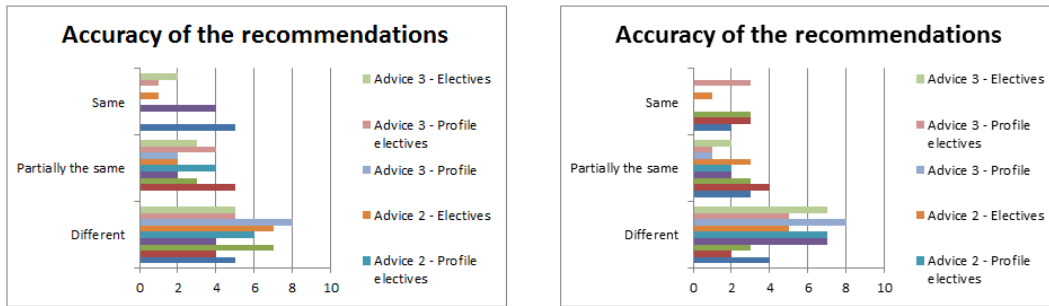 Accuracy of the recommendations
Same
Partially the same
Different
0 2 4 6 8 10
Advice 3 - Electives
Advice 3 - Profile
electives
Advice 3 - Profile
Advice 2 - Electives
Advice 2 - Profile
electives
Accuracy of the recommendations
Same
Partially the same
Different
0 2 4 6 8 10
Advice 3 - Electives
Advice 3 - Profile
electives
Advice 3 - Profile
Advice 2 - Electives
Advice 2 - Profile
electives